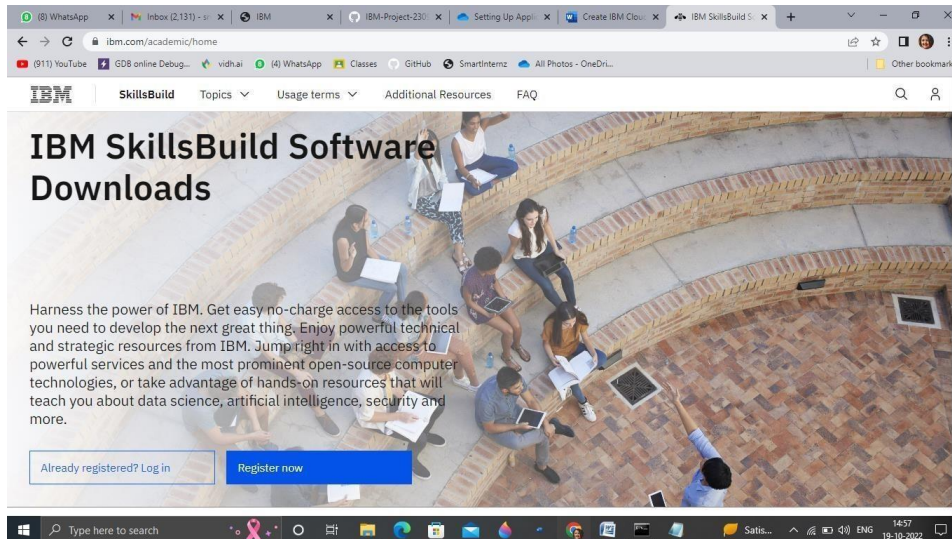 (8) WhatsApp
Inbox (2,131) - sr
IBM
IBM-Project-230
Setting Up Applic
Create IBM Clou
IBM SkillsBuild S
ibm.com/academic/home
(911) YouTube
GDB online Debug...
vidh.ai
(4) WhatsApp
Classes
GitHub
SmartInternz
All Photos - OneDri...
Other bookmark
IBM
SkillsBuild
Topics
Usage terms
Additional Resources
FAQ
IBM SkillsBuild Software
Downloads
Harness the power of IBM. Get easy no-charge access to the tools
you need to develop the next great thing. Enjoy powerful technical
and strategic resources from IBM. Jump right in with access to
powerful services and the most prominent open-source computer
technologies, or take advantage of hands-on resources that will
teach you about data science, artificial intelligence, security and
more.
Already registered? Log in
Register now
Type here to search
Satis...
ENG
14:57
19-10-2022